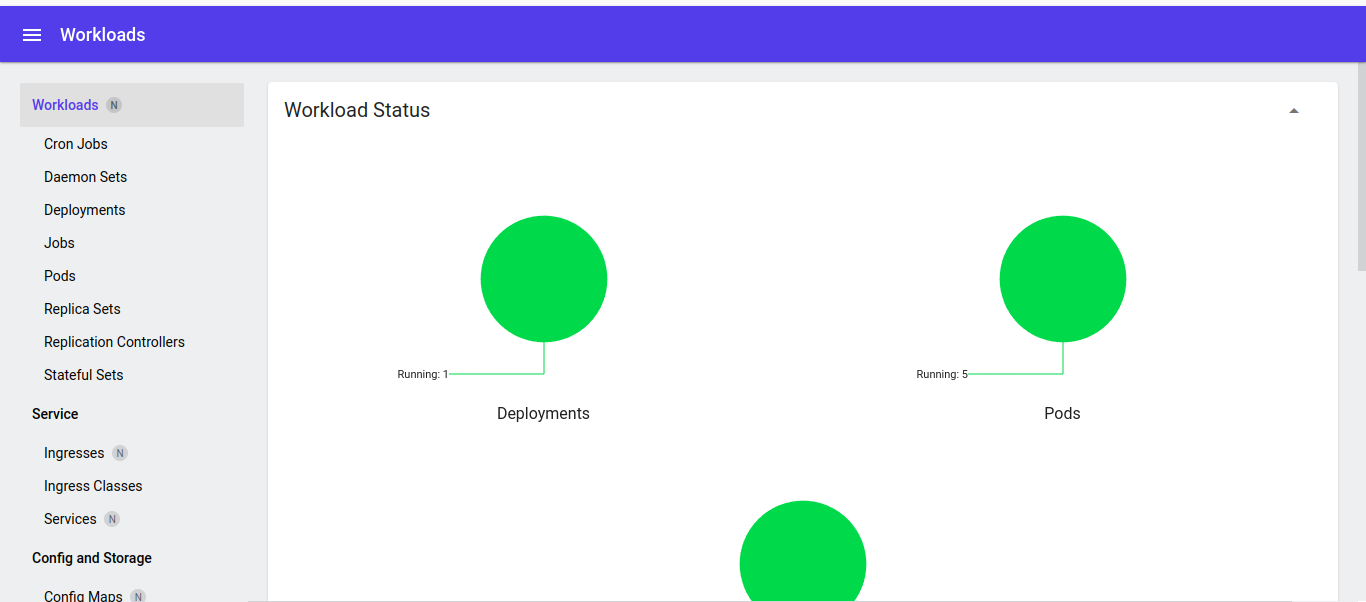 Workloads
Workloads N
Cron Jobs
Daemon Sets
Deployments
Jobs
Pods
Replica Sets
Replication Controllers
Stateful Sets
Service
Ingresses N
Ingress Classes
Services N
Config and Storage
Config Maps N
Workload Status
Running: 1
Deployments
Running: 5
Pods